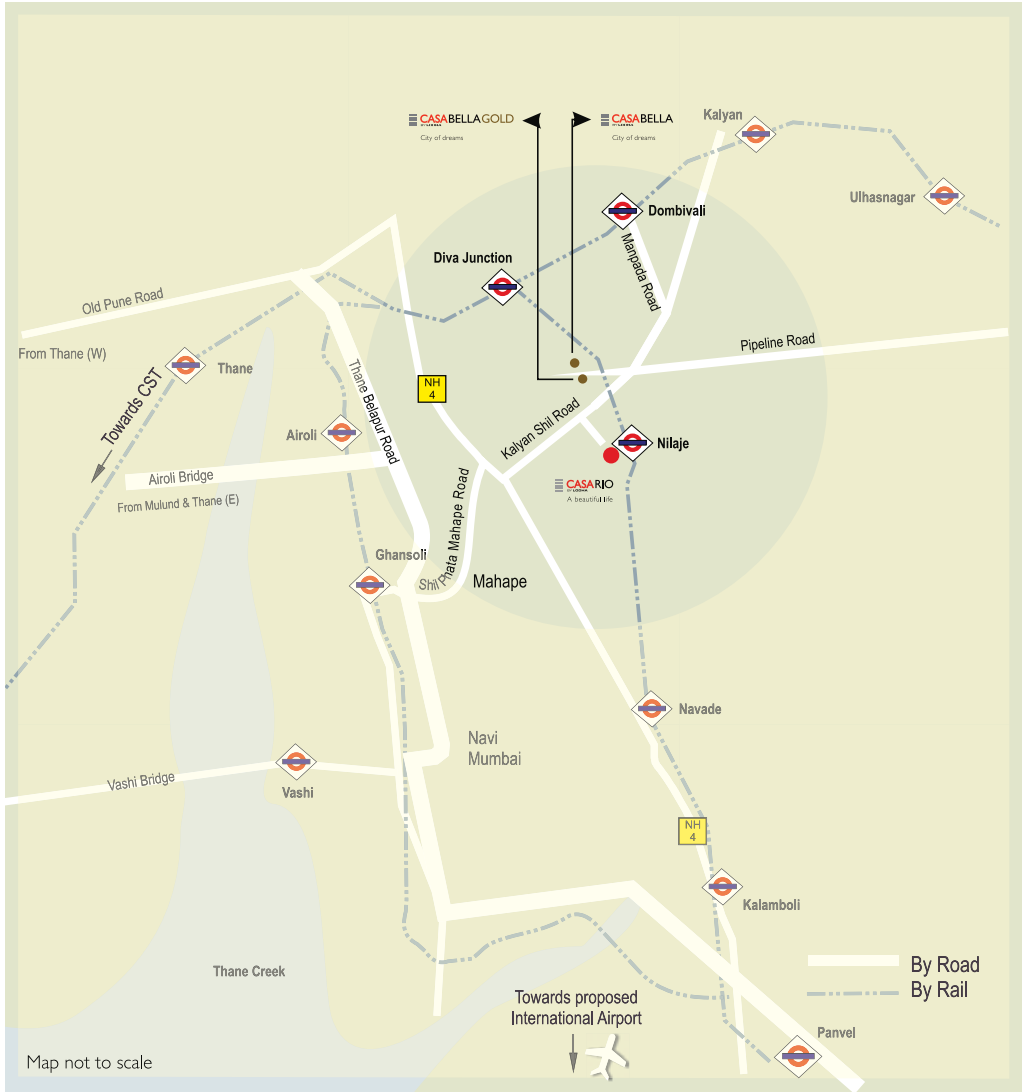 CASABELLAGOLD
City of dreams
CASABELLA
City of dreams
Kalyan
Ulhasnagar
Dombivali
Manpada Road
Diva Junction
Old Pune Road
From Thane (W)
Thane
Towards CST
Pipeline Road
NH
4
Thane Belapur Road
Airoli
Kalyan Shil Road
Nilaje
Airoli Bridge
From Mulund & Thane (E)
CASARIO
BY LODHA
A beautiful life
Shil Phata Mahape Road
Ghansoli
Mahape
Navade
Navi
Mumbai
Vashi Bridge
Vashi
NH
4
Kalamboli
Thane Creek
By Road
By Rail
Towards proposed
International Airport
Panvel
Map not to scale